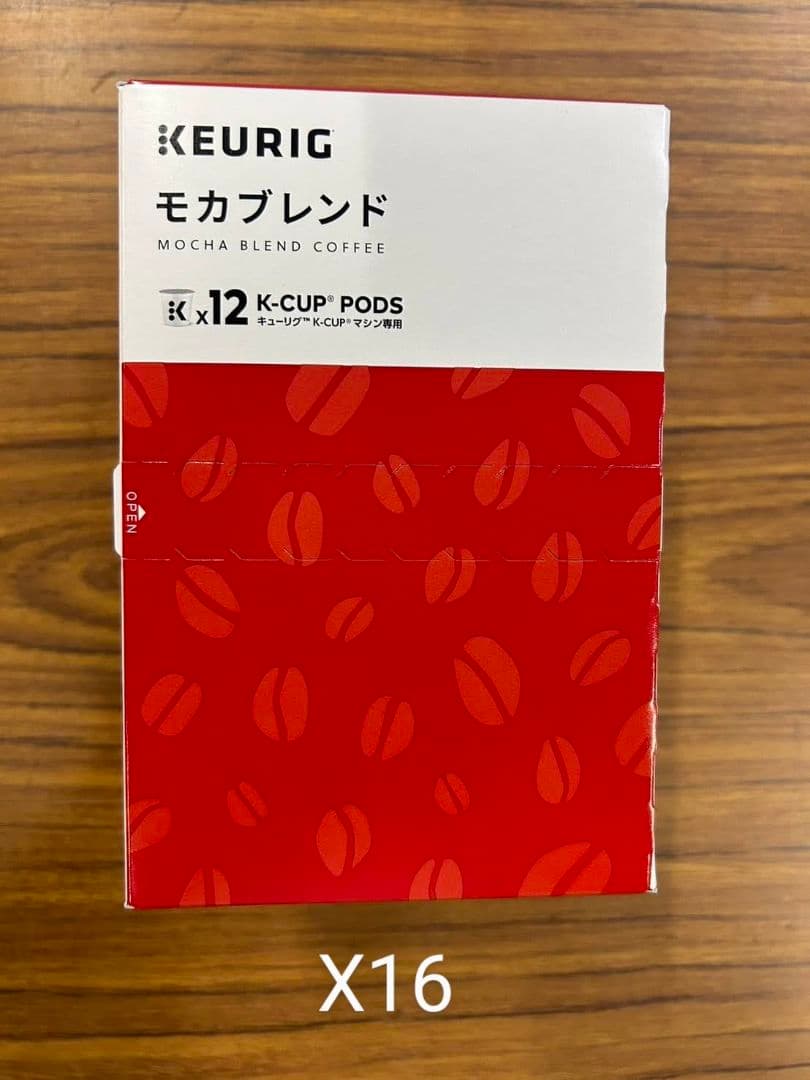 KEURIG
モカブレンド
MOCHA BLEND COFFEE
x12 K-CUP® PODS
キューリグ™ K-CUP®マシン専用
OPEN
X16